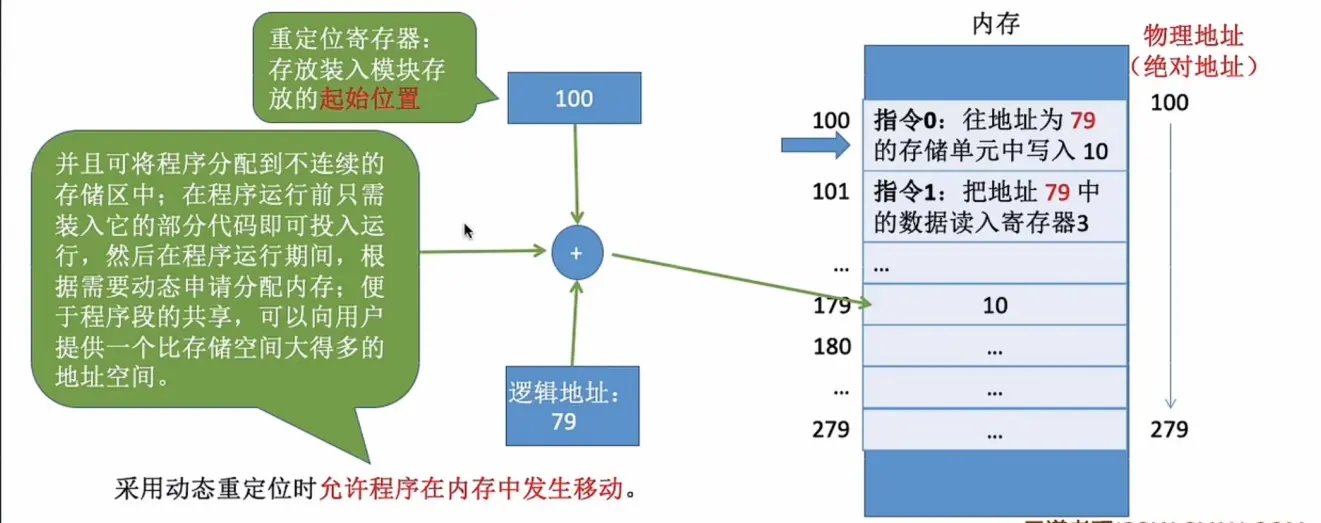 重定位寄存器：
存放装入模块存
放的起始位置
100
并且可将程序分配到不连续的
存储区中；在程序运行前只需
装入它的部分代码即可投入运
行，然后在程序运行期间，根
据需要动态申请分配内存；便
于程序段的共享，可以向用户
提供一个比存储空间大得多的
地址空间。
+
逻辑地址：
79
采用动态重定位时允许程序在内存中发生移动。
内存
物理地址
（绝对地址）
100
指令0：往地址为 79
的存储单元中写入 10
100
101
指令1：把地址 79 中
的数据读入寄存器3
... ...
179 10
180 ...
... ...
279 ...
279